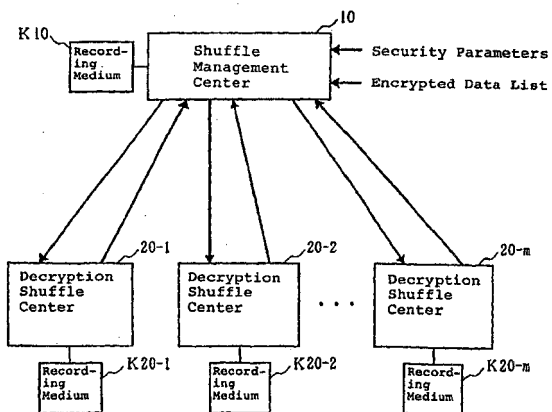 10
K10
Record-
ing
Medium
Shuffle
Management
Center
Security Parameters
Encrypted Data List
20-1
20-2
20-m
Decryption
Shuffle
Center
Decryption
Shuffle
Center
...
Decryption
Shuffle
Center
K20-1
K20-2
K20-m
Record-
ing
Medium
Record-
ing
Medium
Record-
ing
Medium